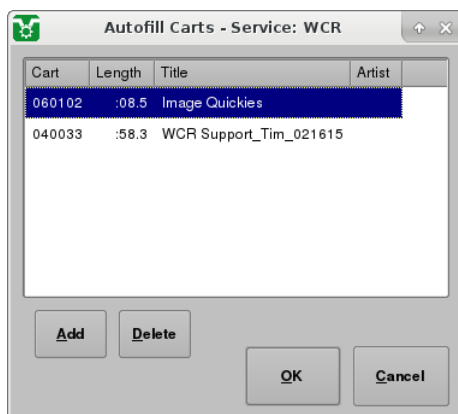 Autofill Carts - Service: WCR
Cart Length Title Artist
060102 :08.5 Image Quickies
040033 :58.3 WCR Support_Tim_021615
Add Delete
OK Cancel